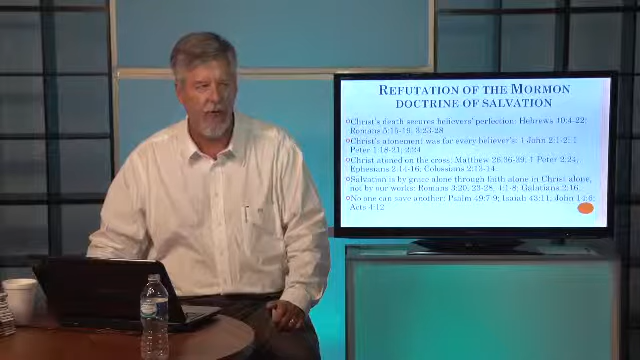 REFUTATION OF THE MORMON
DOCTRINE OF SALVATION
Christ's death secures believers' perfection: Hebrews 10:4-22;
Romans 5:15-19, 3:23-28
Christ's atonement was for every believer's: 1 John 2:1-2; 1
Peter 1:18-21; 2:24
Christ atoned on the cross: Matthew 26:36-39; 1 Peter 2:24;
Ephesians 2:14-16; Colossians 2:13-14
Salvation is by grace alone through faith alone in Christ alone,
not by our works: Romans 3:20, 23-28, 4:1-8; Galatians 2:16
No one can save another: Psalm 49:7-9; Isaiah 43:11, John 14:6;
Acts 4:12